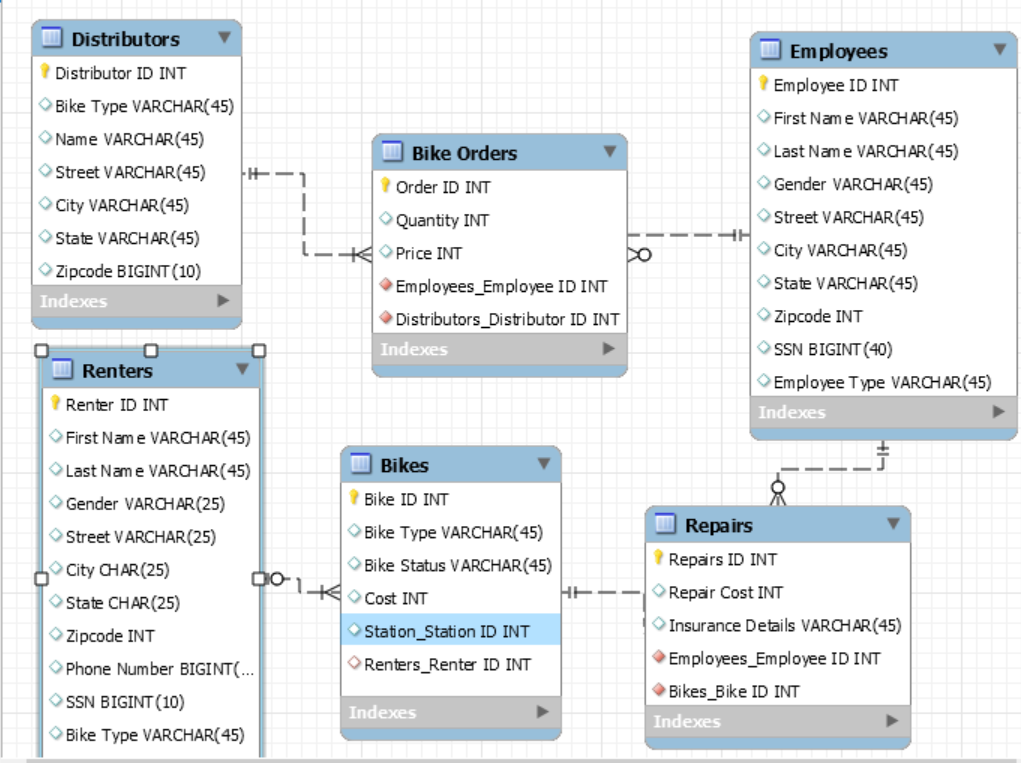 Distributors
Distributor ID INT
Bike Type VARCHAR(45)
Name VARCHAR(45)
Street VARCHAR(45)
City VARCHAR(45)
State VARCHAR(45)
Zipcode BIGINT(10)
Indexes
Bike Orders
Order ID INT
Quantity INT
Price INT
Employees_Employee ID INT
Distributors_Distributor ID INT
Indexes
Employees
Employee ID INT
First Name VARCHAR(45)
Last Name VARCHAR(45)
Gender VARCHAR(45)
Street VARCHAR(45)
City VARCHAR(45)
State VARCHAR(45)
Zipcode INT
SSN BIGINT(40)
Employee Type VARCHAR(45)
Indexes
Renters
Renter ID INT
First Name VARCHAR(45)
Last Name VARCHAR(45)
Gender VARCHAR(25)
Street VARCHAR(25)
City CHAR(25)
State CHAR(25)
Zipcode INT
Phone Number BIGINT(...
SSN BIGINT(10)
Bike Type VARCHAR(45)
Bikes
Bike ID INT
Bike Type VARCHAR(45)
Bike Status VARCHAR(45)
Cost INT
Station_Station ID INT
Renters_Renter ID INT
Indexes
Repairs
Repairs ID INT
Repair Cost INT
Insurance Details VARCHAR(45)
Employees_Employee ID INT
Bikes_Bike ID INT
Indexes